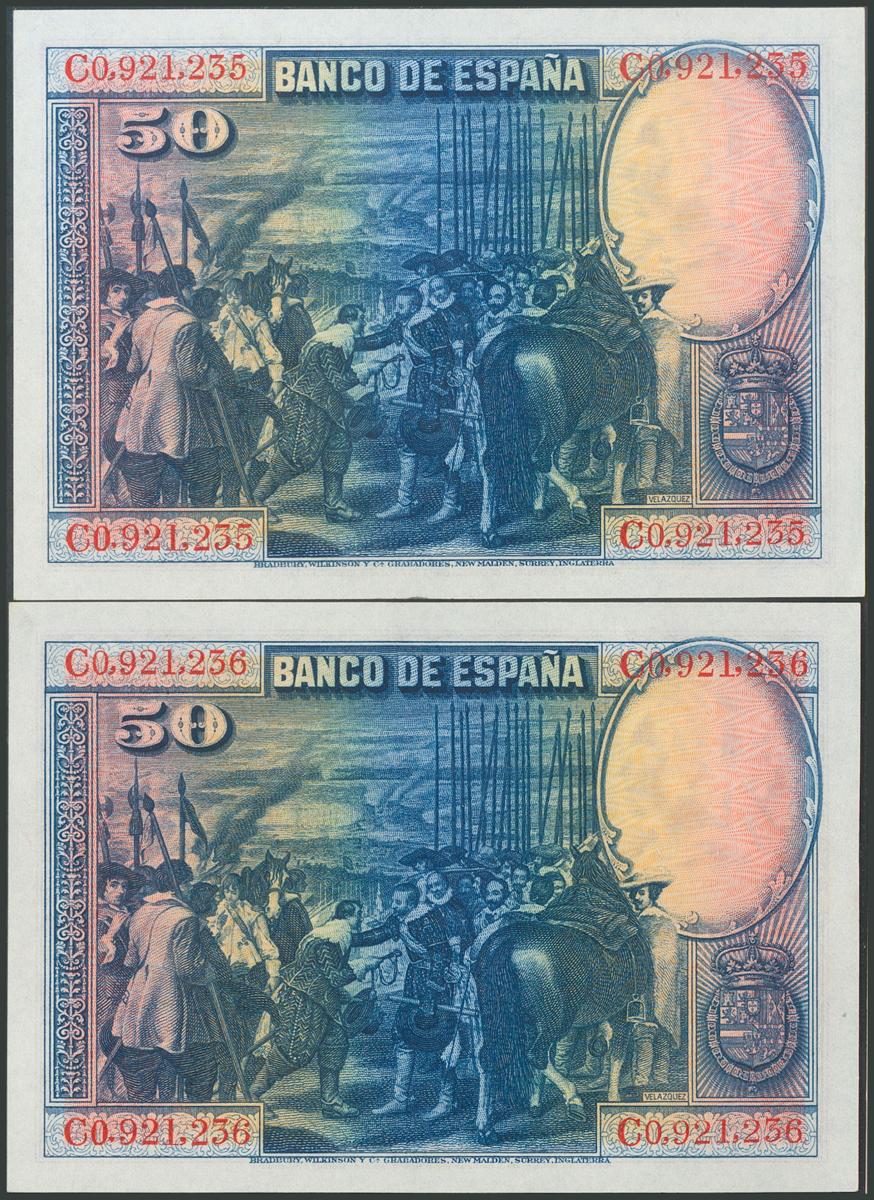 C0,921,235 BANCO DE ESPAÑA C0,921,235
50
VELAZQUEZ
C0,921,235 C0,921,235
BRADBURY, WILKINSON Y Cª GRABADORES, NEW MALDEN, SURREY, INGLATERRA
C0,921,236 BANCO DE ESPAÑA C0,921,236
50
VELAZQUEZ
C0,921,236 C0,921,236
BRADBURY, WILKINSON Y Cª GRABADORES, NEW MALDEN, SURREY, INGLATERRA